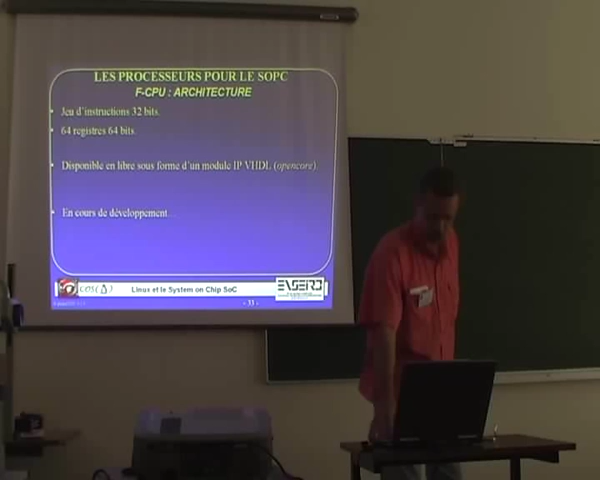 LES PROCESSEURS POUR LE SOPC
F-CPU : ARCHITECTURE
• Jeu d'instructions 32 bits.
• 64 registres 64 bits.
• Disponible en libre sous forme d'un module IP VHDL (opencore).
• En cours de développement...
Linux et le System on Chip SoC
ENSEIRB
- 33 -